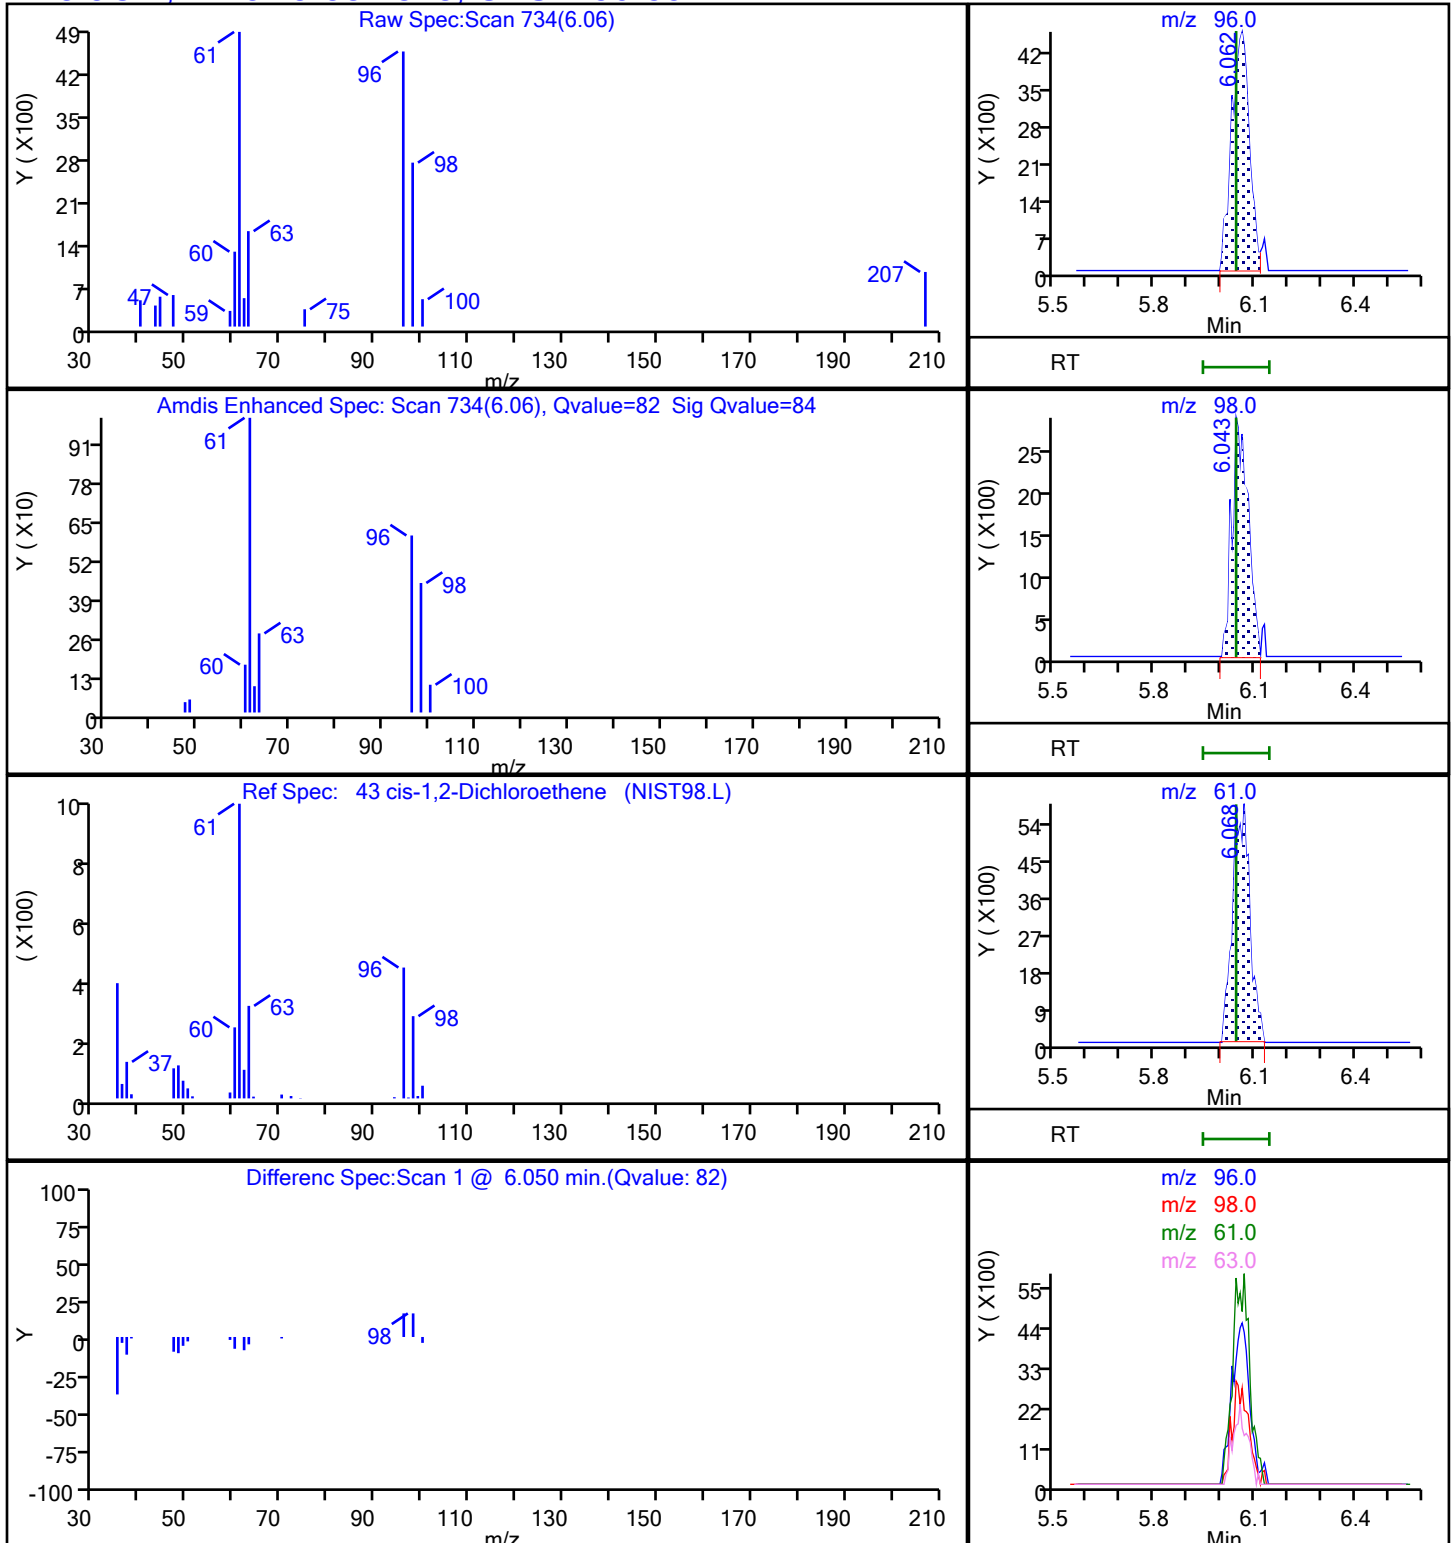 Raw Spec:Scan 734(6.06)
Y ( X100)
49
42
35
28
21
14
7
0
61
96
98
60
63
47
59
75
100
207
30 50 70 90 110 130 150 170 190 210
m/z
m/z 96.0
Y ( X100)
42
35
28
21
14
7
0
6.062
5.5 5.8 6.1 6.4
Min
RT
Amdis Enhanced Spec: Scan 734(6.06), Qvalue=82 Sig Qvalue=84
Y ( X10)
91
78
65
52
39
26
13
0
61
96
98
63
60
100
30 50 70 90 110 130 150 170 190 210
m/z
m/z 98.0
Y ( X100)
25
20
15
10
5
0
6.043
5.5 5.8 6.1 6.4
Min
RT
Ref Spec: 43 cis-1,2-Dichloroethene (NIST98.L)
( X100)
10
8
6
4
2
0
61
96
98
63
60
37
30 50 70 90 110 130 150 170 190 210
m/z 61.0
Y ( X100)
54
45
36
27
18
9
0
6.068
5.5 5.8 6.1 6.4
Min
RT
Differenc Spec:Scan 1 @ 6.050 min.(Qvalue: 82)
Y
100
75
50
25
0
-25
-50
-75
-100
98
30 50 70 90 110 130 150 170 190 210
m/z
m/z 96.0
m/z 98.0
m/z 61.0
m/z 63.0
Y ( X100)
55
44
33
22
11
0
5.5 5.8 6.1 6.4
Min